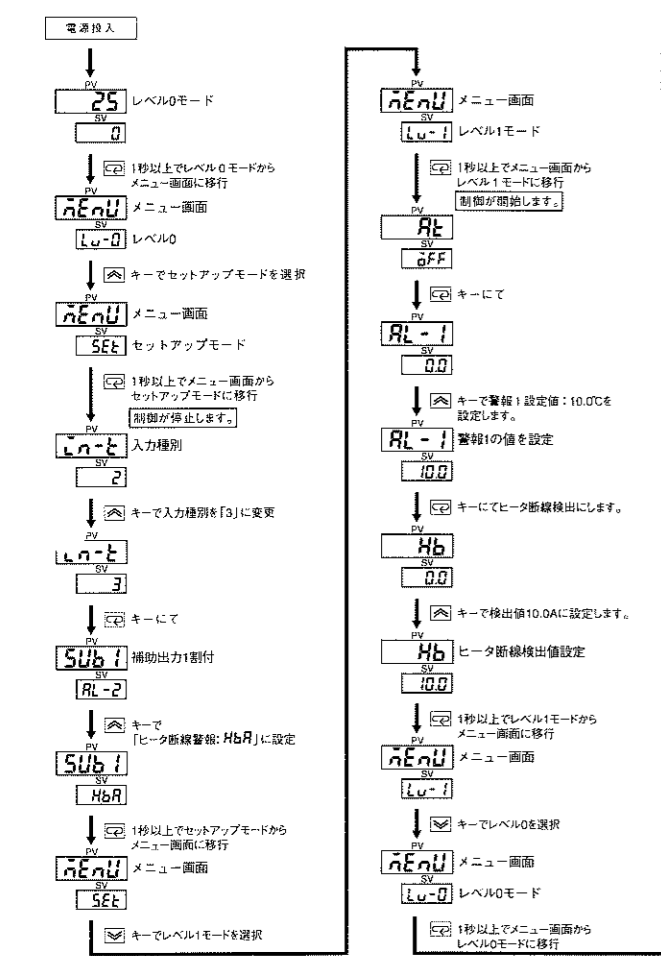 電源投入
PV
25 レベル0モード
SV
0
1秒以上でレベル0モードから
メニュー画面に移行
PV
ñEnU メニュー画面
SV
Lu-0 レベル0
キーでセットアップモードを選択
PV
ñEnU メニュー画面
SV
SEt セットアップモード
1秒以上でメニュー画面から
セットアップモードに移行
制御が停止します。
PV
in-t 入力種別
SV
2
キーで入力種別を「3」に変更
PV
in-t
SV
3
キーにて
PV
SUb1 補助出力1割付
SV
AL-2
キーで
「ヒータ断線警報:HbA」に設定
PV
SUb1
SV
HbA
1秒以上でセットアップモードから
メニュー画面に移行
PV
ñEnU メニュー画面
SV
SEt
キーでレベル1モードを選択
PV
ñEnU メニュー画面
SV
Lu-1 レベル1モード
1秒以上でメニュー画面から
レベル1モードに移行
制御が開始します。
PV
At
SV
oFF
キーにて
PV
AL-1
SV
0.0
キーで警報1設定値:10.0℃を
設定します。
PV
AL-1 警報1の値を設定
SV
10.0
キーにてヒータ断線検出にします。
PV
Hb
SV
0.0
キーで検出値10.0Aに設定します。
PV
Hb ヒータ断線検出値設定
SV
10.0
1秒以上でレベル1モードから
メニュー画面に移行
PV
ñEnU メニュー画面
SV
Lu-1
キーでレベル0を選択
PV
ñEnU メニュー画面
SV
Lu-0 レベル0モード
1秒以上でメニュー画面から
レベル0モードに移行